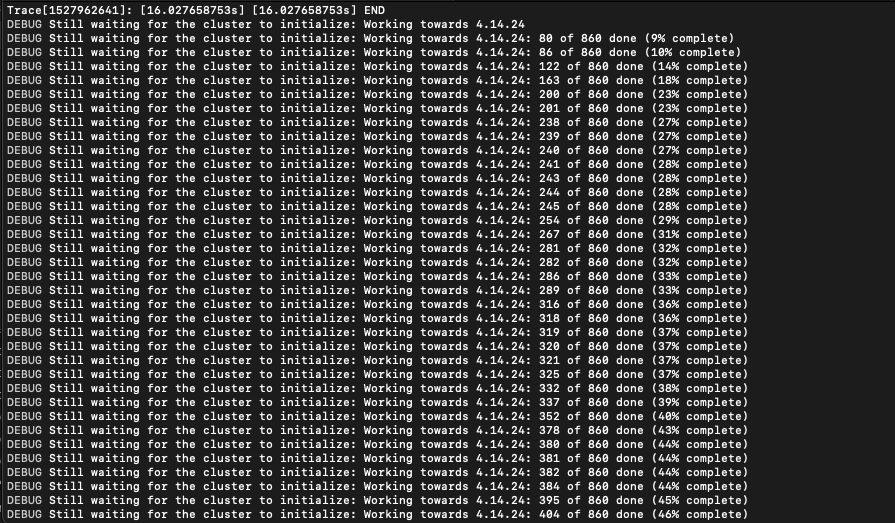 Trace[1527962641]: [16.027658753s] [16.027658753s] END
DEBUG Still waiting for the cluster to initialize: Working towards 4.14.24
DEBUG Still waiting for the cluster to initialize: Working towards 4.14.24: 80 of 860 done (9% complete)
DEBUG Still waiting for the cluster to initialize: Working towards 4.14.24: 86 of 860 done (10% complete)
DEBUG Still waiting for the cluster to initialize: Working towards 4.14.24: 122 of 860 done (14% complete)
DEBUG Still waiting for the cluster to initialize: Working towards 4.14.24: 163 of 860 done (18% complete)
DEBUG Still waiting for the cluster to initialize: Working towards 4.14.24: 200 of 860 done (23% complete)
DEBUG Still waiting for the cluster to initialize: Working towards 4.14.24: 201 of 860 done (23% complete)
DEBUG Still waiting for the cluster to initialize: Working towards 4.14.24: 238 of 860 done (27% complete)
DEBUG Still waiting for the cluster to initialize: Working towards 4.14.24: 239 of 860 done (27% complete)
DEBUG Still waiting for the cluster to initialize: Working towards 4.14.24: 240 of 860 done (27% complete)
DEBUG Still waiting for the cluster to initialize: Working towards 4.14.24: 241 of 860 done (28% complete)
DEBUG Still waiting for the cluster to initialize: Working towards 4.14.24: 243 of 860 done (28% complete)
DEBUG Still waiting for the cluster to initialize: Working towards 4.14.24: 244 of 860 done (28% complete)
DEBUG Still waiting for the cluster to initialize: Working towards 4.14.24: 245 of 860 done (28% complete)
DEBUG Still waiting for the cluster to initialize: Working towards 4.14.24: 254 of 860 done (29% complete)
DEBUG Still waiting for the cluster to initialize: Working towards 4.14.24: 267 of 860 done (31% complete)
DEBUG Still waiting for the cluster to initialize: Working towards 4.14.24: 281 of 860 done (32% complete)
DEBUG Still waiting for the cluster to initialize: Working towards 4.14.24: 282 of 860 done (32% complete)
DEBUG Still waiting for the cluster to initialize: Working towards 4.14.24: 286 of 860 done (33% complete)
DEBUG Still waiting for the cluster to initialize: Working towards 4.14.24: 289 of 860 done (33% complete)
DEBUG Still waiting for the cluster to initialize: Working towards 4.14.24: 316 of 860 done (36% complete)
DEBUG Still waiting for the cluster to initialize: Working towards 4.14.24: 318 of 860 done (36% complete)
DEBUG Still waiting for the cluster to initialize: Working towards 4.14.24: 319 of 860 done (37% complete)
DEBUG Still waiting for the cluster to initialize: Working towards 4.14.24: 320 of 860 done (37% complete)
DEBUG Still waiting for the cluster to initialize: Working towards 4.14.24: 321 of 860 done (37% complete)
DEBUG Still waiting for the cluster to initialize: Working towards 4.14.24: 325 of 860 done (37% complete)
DEBUG Still waiting for the cluster to initialize: Working towards 4.14.24: 332 of 860 done (38% complete)
DEBUG Still waiting for the cluster to initialize: Working towards 4.14.24: 337 of 860 done (39% complete)
DEBUG Still waiting for the cluster to initialize: Working towards 4.14.24: 352 of 860 done (40% complete)
DEBUG Still waiting for the cluster to initialize: Working towards 4.14.24: 378 of 860 done (43% complete)
DEBUG Still waiting for the cluster to initialize: Working towards 4.14.24: 380 of 860 done (44% complete)
DEBUG Still waiting for the cluster to initialize: Working towards 4.14.24: 381 of 860 done (44% complete)
DEBUG Still waiting for the cluster to initialize: Working towards 4.14.24: 382 of 860 done (44% complete)
DEBUG Still waiting for the cluster to initialize: Working towards 4.14.24: 384 of 860 done (44% complete)
DEBUG Still waiting for the cluster to initialize: Working towards 4.14.24: 395 of 860 done (45% complete)
DEBUG Still waiting for the cluster to initialize: Working towards 4.14.24: 404 of 860 done (46% complete)